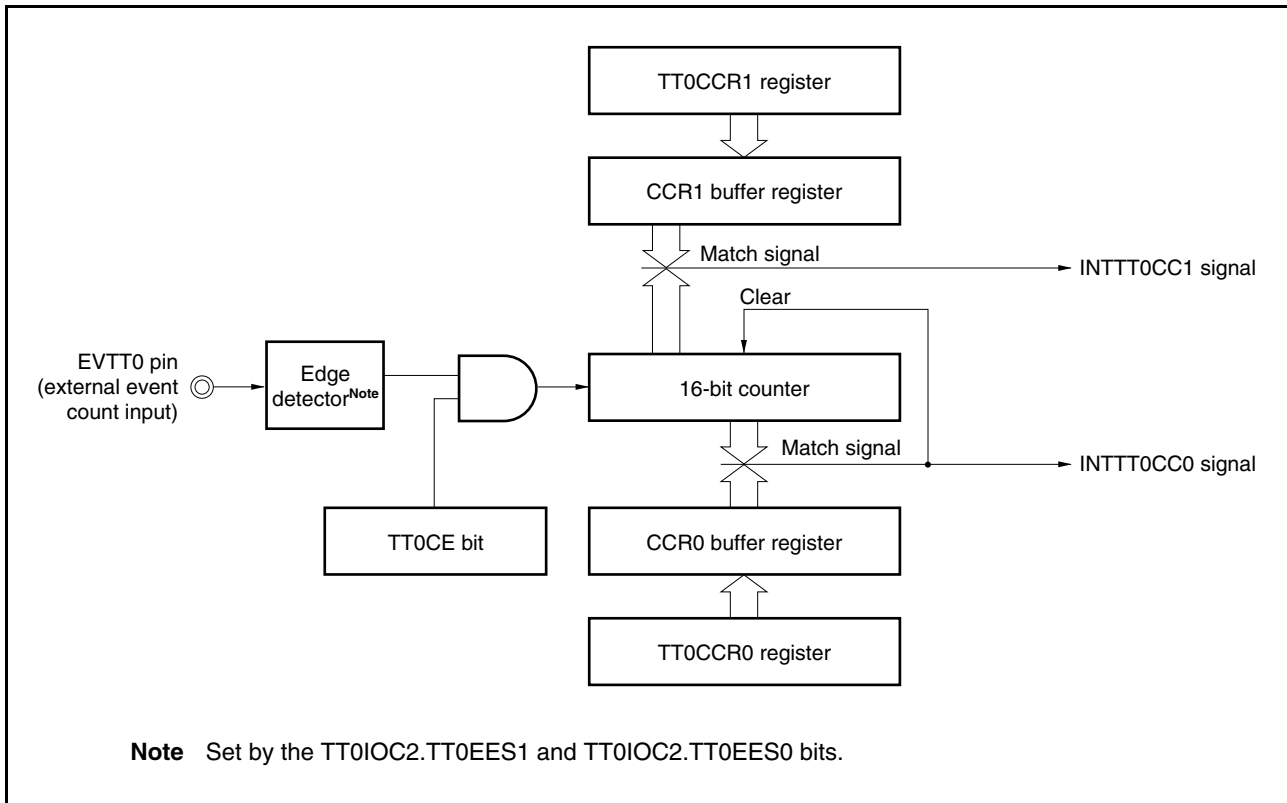 TT0CCR1 register
CCR1 buffer register
Match signal
INTTT0CC1 signal
Clear
EVTT0 pin
(external event
count input)
Edge
detectorNote
16-bit counter
Match signal
INTTT0CC0 signal
TT0CE bit
CCR0 buffer register
TT0CCR0 register
Note Set by the TT0IOC2.TT0EES1 and TT0IOC2.TT0EES0 bits.